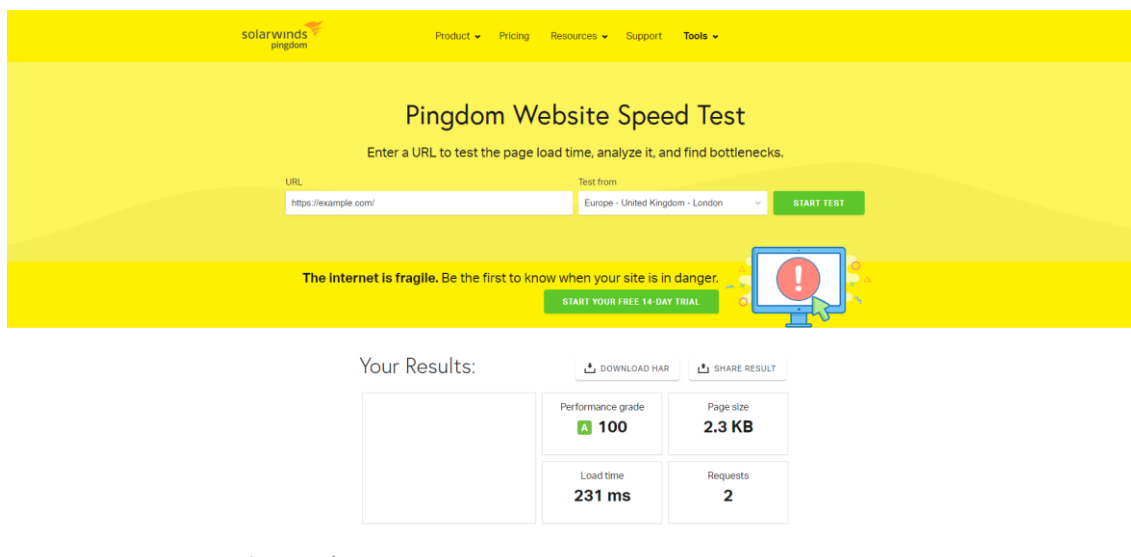 solarwinds
pingdom
Product Pricing Resources Support Tools
Pingdom Website Speed Test
Enter a URL to test the page load time, analyze it, and find bottlenecks.
URL
Test from
https://example.com/
Europe - United Kingdom - London
START TEST
The internet is fragile. Be the first to know when your site is in danger.
START YOUR FREE 14-DAY TRIAL
Your Results:
DOWNLOAD HAR
SHARE RESULT
Performance grade
A 100
Page size
2.3 KB
Load time
231 ms
Requests
2